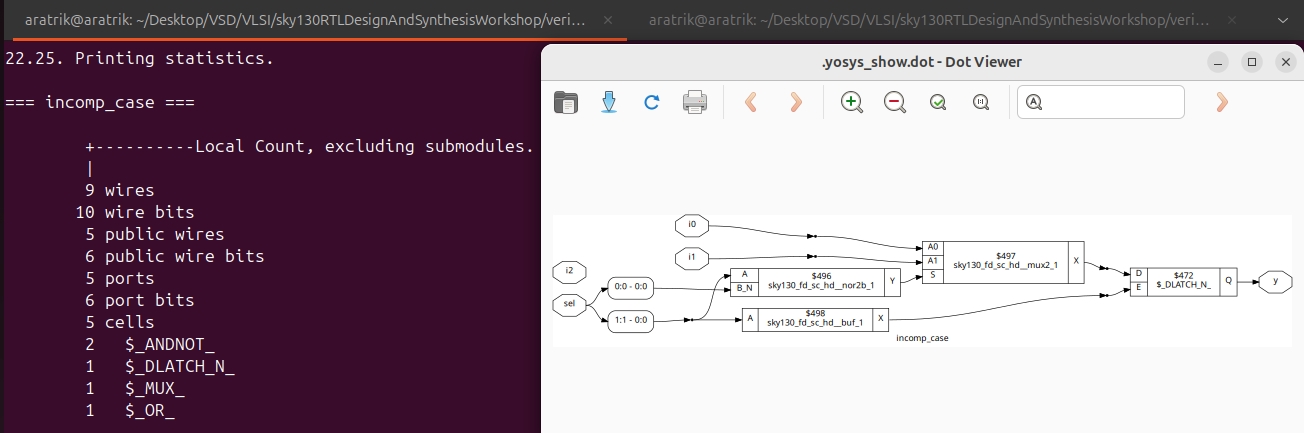 aratrik@aratrik: ~/Desktop/VSD/VLSI/sky130RTLDesignAndSynthesisWorkshop/veri...
aratrik@aratrik: ~/Desktop/VSD/VLSI/sky130RTLDesignAndSynthesisWorkshop/veri...
22.25. Printing statistics.
=== incomp_case ===
+----------Local Count, excluding submodules.
|
9 wires
10 wire bits
5 public wires
6 public wire bits
5 ports
6 port bits
5 cells
2 $_ANDNOT_
1 $_DLATCH_N_
1 $_MUX_
1 $_OR_
.yosys_show.dot - Dot Viewer
A
i0
i1
i2
sel
0:0 - 0:0
1:1 - 0:0
A
B_N
$496
sky130_fd_sc_hd__nor2b_1
Y
A
$498
sky130_fd_sc_hd__buf_1
X
A0
A1
S
$497
sky130_fd_sc_hd__mux2_1
X
D
E
$472
$_DLATCH_N_
Q
y
incomp_case